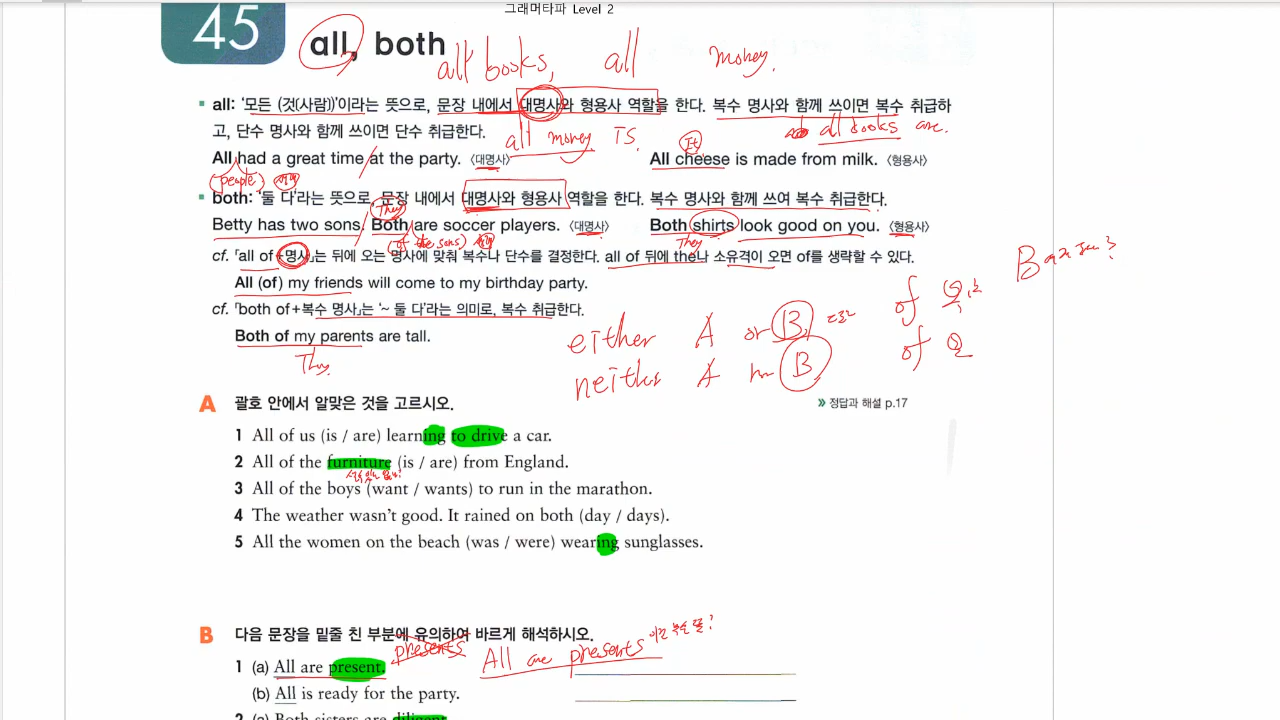 그래머타파 Level 2
45 all, both
all books, all money.
▪ all: '모든 (것(사람))'이라는 뜻으로, 문장 내에서 대명사와 형용사 역할을 한다. 복수 명사와 함께 쓰이면 복수 취급하
고, 단수 명사와 함께 쓰이면 단수 취급한다.
all money IS. all books are.
It
All had a great time at the party. 〈대명사〉 All cheese is made from milk. 〈형용사〉
(people)
▪ both: '둘 다'라는 뜻으로, 문장 내에서 대명사와 형용사 역할을 한다. 복수 명사와 함께 쓰여 복수 취급한다.
They
Betty has two sons. Both are soccer players. 〈대명사〉 Both shirts look good on you. 〈형용사〉
(of the sons) They
cf. 「all of+명사」는 뒤에 오는 명사에 맞춰 복수나 단수를 결정한다. all of 뒤에 the나 소유격이 오면 of를 생략할 수 있다.
All (of) my friends will come to my birthday party.
cf. 「both of+복수 명사」는 '~ 둘 다'라는 의미로, 복수 취급한다.
Both of my parents are tall.
They
either A or B, of
neither A nor B of
A 괄호 안에서 알맞은 것을 고르시오. » 정답과 해설 p.17
1 All of us (is / are) learning to drive a car.
2 All of the furniture (is / are) from England.
3 All of the boys (want / wants) to run in the marathon.
4 The weather wasn't good. It rained on both (day / days).
5 All the women on the beach (was / were) wearing sunglasses.
B 다음 문장을 밑줄 친 부분에 유의하여 바르게 해석하시오.
presents All are presents
1 (a) All are present.
(b) All is ready for the party.
2 (a) Both sisters are diligent.